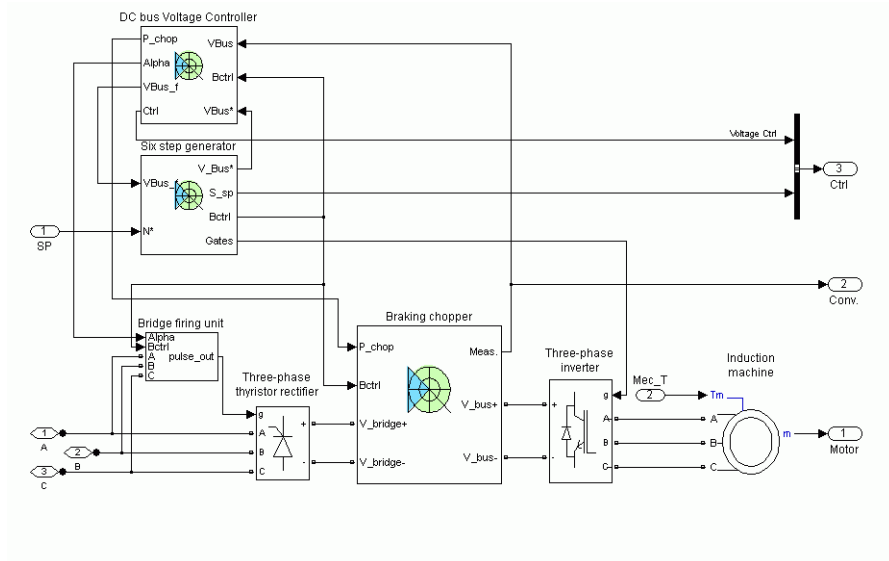 DC bus Voltage Controller
P_chop
Alpha
VBus_f
Ctrl
VBus
Bctrl
VBus*
Voltage Ctrl
3
Ctrl
Six step generator
VBus_f
N*
V_Bus*
S_sp
Bctrl
Gates
1
SP
2
Conv.
Bridge firing unit
Alpha
Bctrl
A
B
C
pulse_out
Three-phase
thyristor rectifier
g
A
B
C
+
-
1
A
2
B
3
C
Braking chopper
P_chop
Bctrl
V_bridge+
V_bridge-
Meas.
V_bus+
V_bus-
Three-phase
inverter
+
-
g
A
B
C
Mec_T
2
Induction
machine
Tm
A
B
C
m
1
Motor